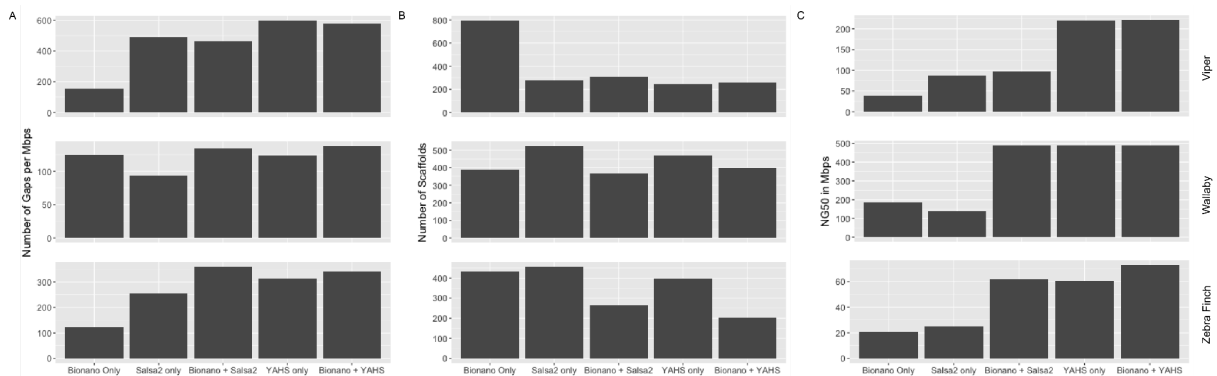 A
B
C
Number of Gaps per Mbps
600
400
200
0
100
50
0
300
200
100
0
Bionano Only
Salsa2 only
Bionano + Salsa2
YAHS only
Bionano + YAHS
Number of Scaffolds
800
600
400
200
0
500
400
300
200
100
0
400
300
200
100
0
Bionano Only
Salsa2 only
Bionano + Salsa2
YAHS only
Bionano + YAHS
NG50 in Mbps
200
150
100
50
0
500
400
300
200
100
0
60
40
20
0
Bionano Only
Salsa2 only
Bionano + Salsa2
YAHS only
Bionano + YAHS
Viper
Wallaby
Zebra Finch